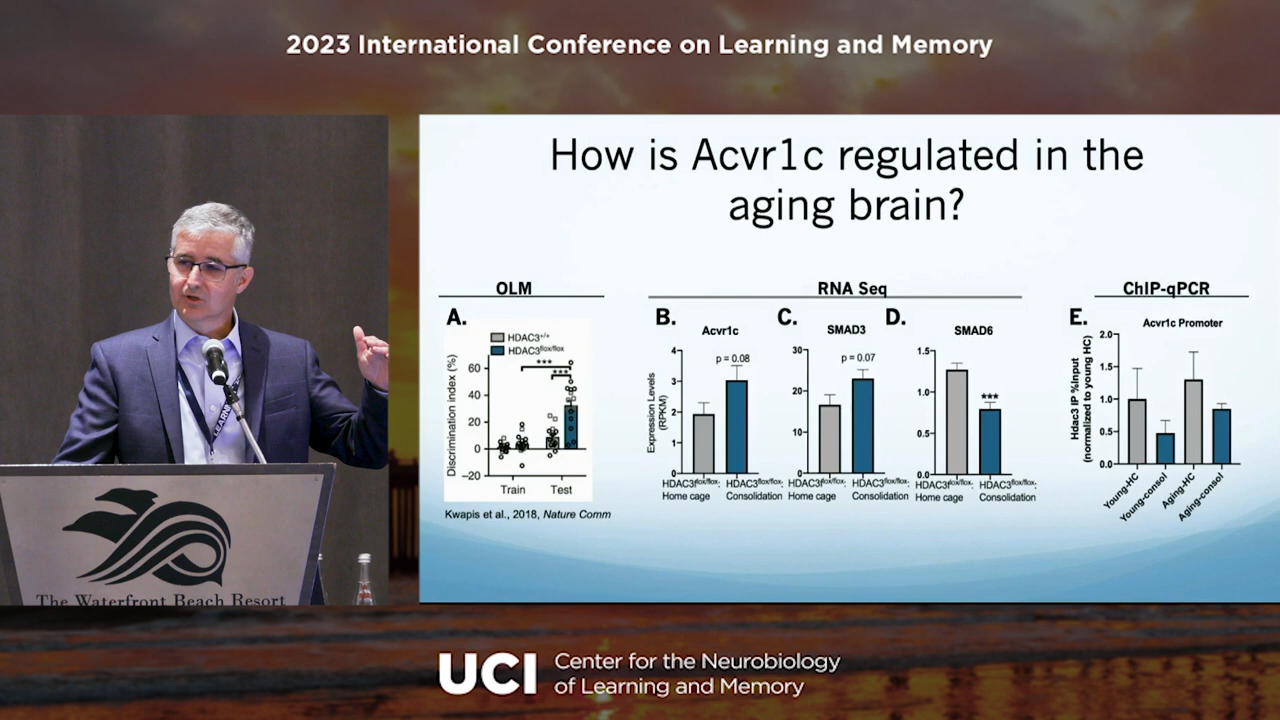 2023 International Conference on Learning and Memory
How is Acvr1c regulated in the
aging brain?
OLM
RNA Seq
ChIP-qPCR
A.
HDAC3+/+
HDAC3flox/flox
Discrimination index (%)
60
40
20
0
−20
***
***
Train
Test
Kwapis et al., 2018, Nature Comm
B.
Acvr1c
Expression Levels
(RPKM)
4
3
2
1
0
p = 0.08
HDAC3flox/flox:
Home cage
HDAC3flox/flox:
Consolidation
C.
SMAD3
30
20
10
0
p = 0.07
HDAC3flox/flox:
Home cage
HDAC3flox/flox:
Consolidation
D.
SMAD6
1.5
1.0
0.5
0.0
***
HDAC3flox/flox:
Home cage
HDAC3flox/flox:
Consolidation
E.
Acvr1c Promoter
Hdac3 IP %Input
(normalized to young HC)
2.0
1.5
1.0
0.5
0.0
Young-HC
Young-consol
Aging-HC
Aging-consol
LEARN
The Waterfront Beach Resort
UCI
Center for the Neurobiology
of Learning and Memory